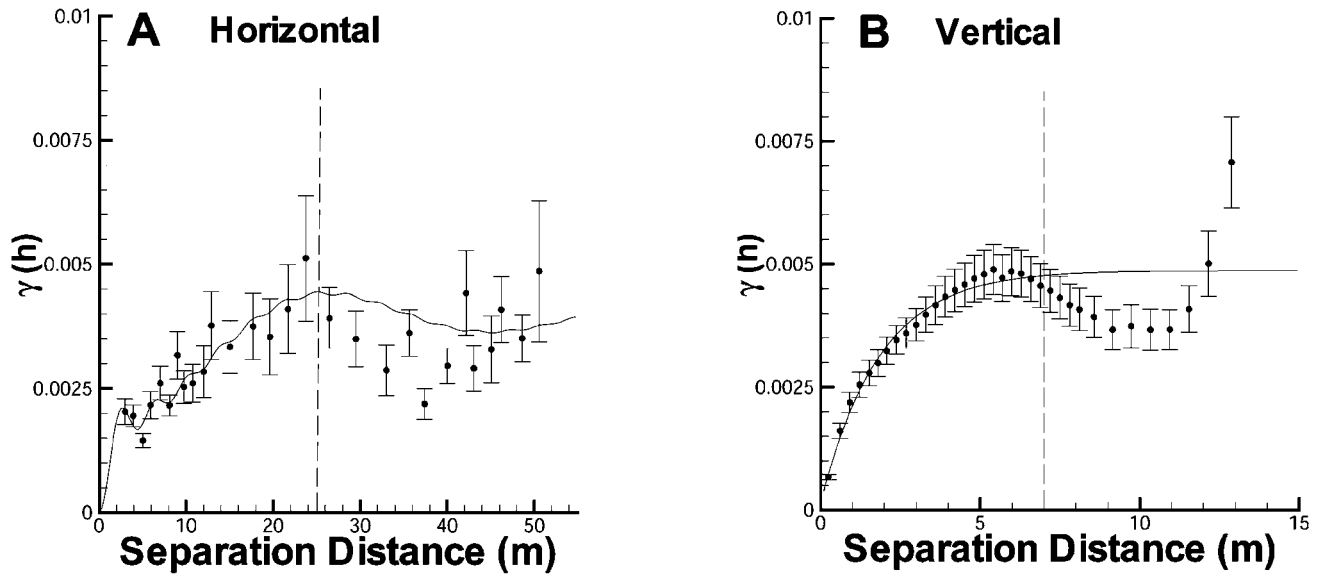 A Horizontal
0.01
0.0075
0.005
0.0025
0
γ (h)
0 10 20 30 40 50
Separation Distance (m)
B Vertical
0.01
0.0075
0.005
0.0025
0
γ (h)
0 5 10 15
Separation Distance (m)